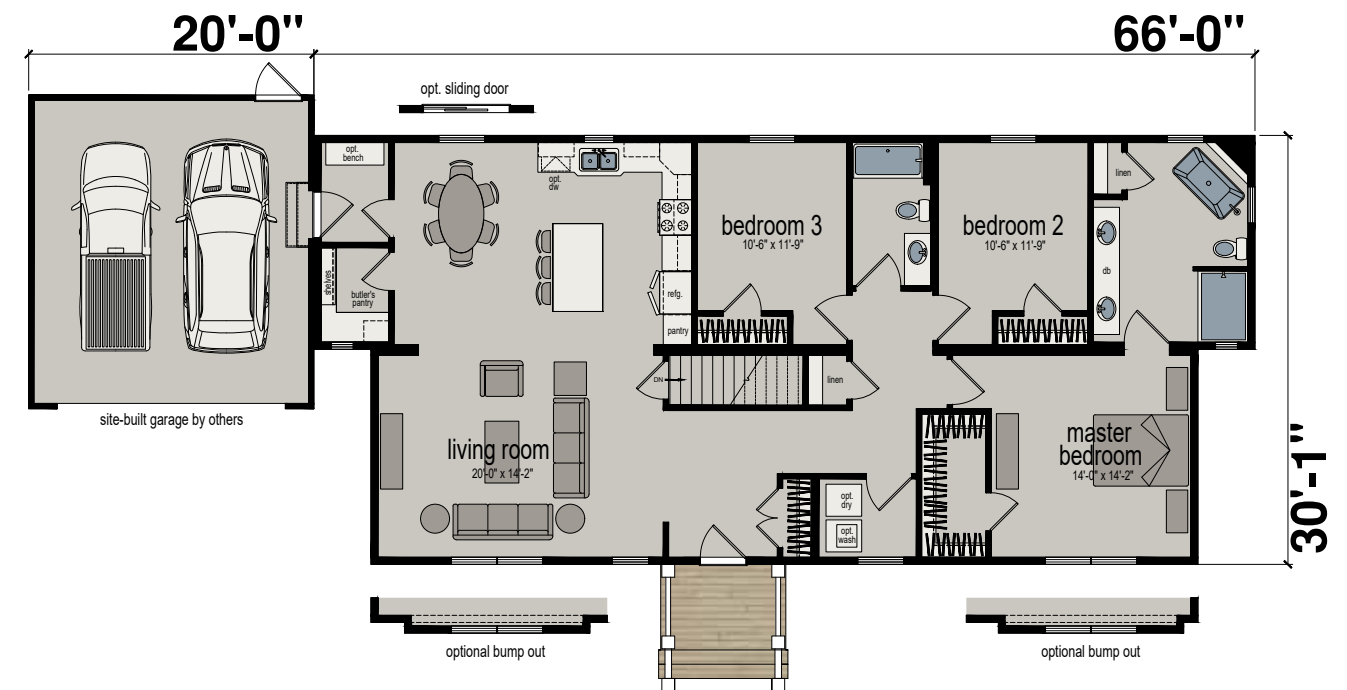 20'-0"
66'-0"
opt. sliding door
opt.
bench
opt.
dw
shelves
butler's
pantry
refg.
pantry
bedroom 3
10'-6" x 11'-9"
bedroom 2
10'-6" x 11'-9"
linen
db
DN
linen
site-built garage by others
living room
20'-0" x 14'-2"
master
bedroom
14'-0" x 14'-2"
opt.
dry
opt.
wash
30'-1"
optional bump out
optional bump out